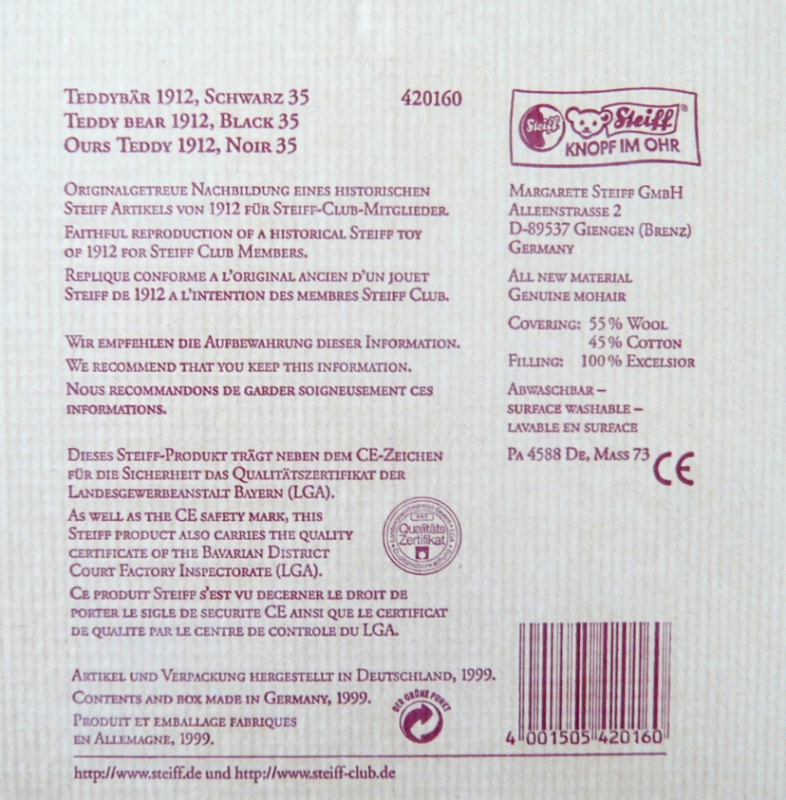 TEDDYBÄR 1912, SCHWARZ 35 420160
TEDDY BEAR 1912, BLACK 35
OURS TEDDY 1912, NOIR 35
ORIGINALGETREUE NACHBILDUNG EINES HISTORISCHEN
STEIFF ARTIKELS VON 1912 FÜR STEIFF-CLUB-MITGLIEDER.
FAITHFUL REPRODUCTION OF A HISTORICAL STEIFF TOY
OF 1912 FOR STEIFF CLUB MEMBERS.
REPLIQUE CONFORME A L'ORIGINAL ANCIEN D'UN JOUET
STEIFF DE 1912 A L'INTENTION DES MEMBRES STEIFF CLUB.
WIR EMPFEHLEN DIE AUFBEWAHRUNG DIESER INFORMATION.
WE RECOMMEND THAT YOU KEEP THIS INFORMATION.
NOUS RECOMMANDONS DE GARDER SOIGNEUSEMENT CES
INFORMATIONS.
DIESES STEIFF-PRODUKT TRÄGT NEBEN DEM CE-ZEICHEN
FÜR DIE SICHERHEIT DAS QUALITÄTSZERTIFIKAT DER
LANDESGEWERBEANSTALT BAYERN (LGA).
AS WELL AS THE CE SAFETY MARK, THIS
STEIFF PRODUCT ALSO CARRIES THE QUALITY
CERTIFICATE OF THE BAVARIAN DISTRICT
COURT FACTORY INSPECTORATE (LGA).
CE PRODUIT STEIFF S'EST VU DECERNER LE DROIT DE
PORTER LE SIGLE DE SECURITE CE AINSI QUE LE CERTIFICAT
DE QUALITE PAR LE CENTRE DE CONTROLE DU LGA.
Qualitäts
Zertifikat
ARTIKEL UND VERPACKUNG HERGESTELLT IN DEUTSCHLAND, 1999.
CONTENTS AND BOX MADE IN GERMANY, 1999.
PRODUIT ET EMBALLAGE FABRIQUES
EN ALLEMAGNE, 1999.
DER GRÜNE PUNKT
http://www.steiff.de und http://www.steiff-club.de
Steiff Steiff®
KNOPF IM OHR
MARGARETE STEIFF GMBH
ALLEENSTRASSE 2
D-89537 GIENGEN (BRENZ)
GERMANY
ALL NEW MATERIAL
GENUINE MOHAIR
COVERING: 55 % WOOL
45 % COTTON
FILLING: 100 % EXCELSIOR
ABWASCHBAR –
SURFACE WASHABLE –
LAVABLE EN SURFACE
PA 4588 DE, MASS 73 CE
4 001505 420160